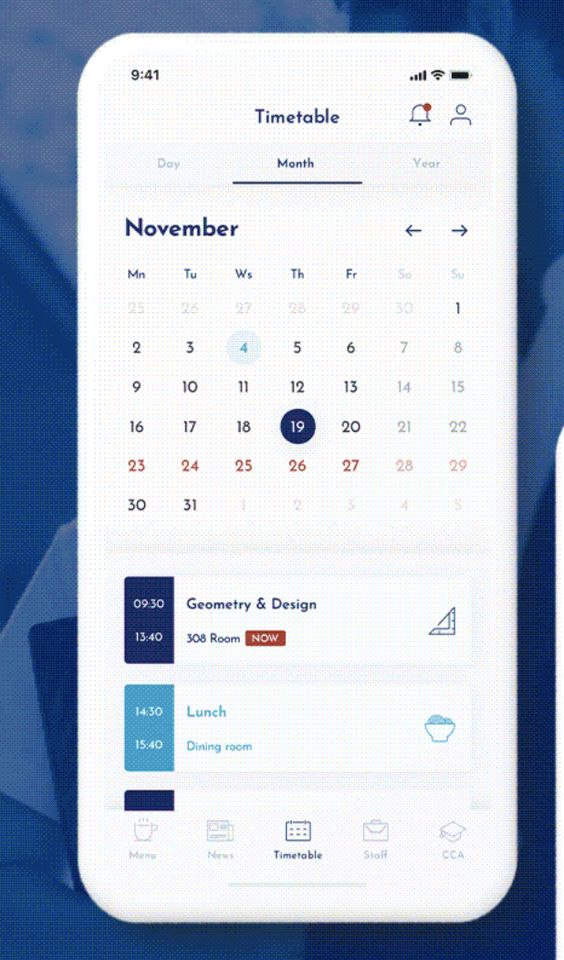 9:41
Timetable
Day Month Year
November
Mn Tu Ws Th Fr Sa Su
25 26 27 28 29 30 1
2 3 4 5 6 7 8
9 10 11 12 13 14 15
16 17 18 19 20 21 22
23 24 25 26 27 28 29
30 31 1 2 3 4 5
09:30 Geometry & Design
13:40 308 Room NOW
14:30 Lunch
15:40 Dining room
Menu News Timetable Staff CCA